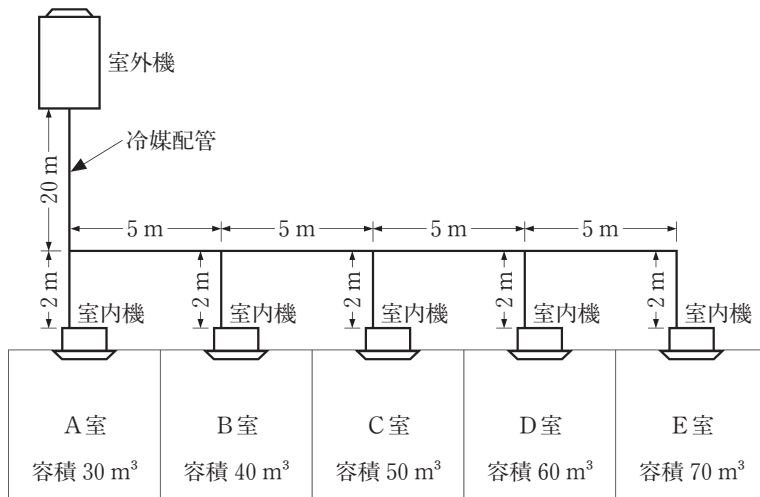 室外機
冷媒配管
20 m
5 m
5 m
5 m
5 m
2 m
2 m
2 m
2 m
2 m
室内機
室内機
室内機
室内機
室内機
A室
B室
C室
D室
E室
容積 30 m³
容積 40 m³
容積 50 m³
容積 60 m³
容積 70 m³